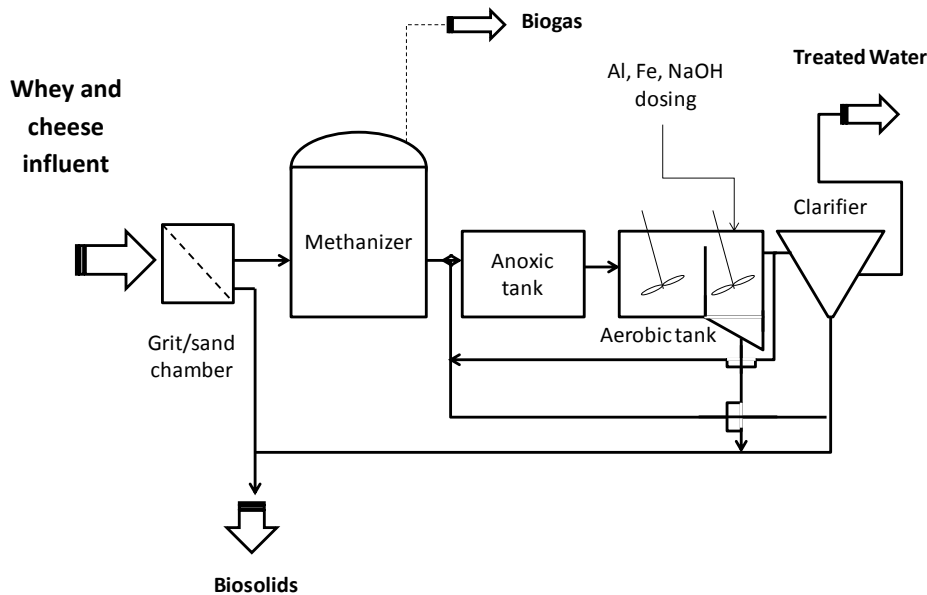 Biogas
Treated Water
Al, Fe, NaOH
dosing
Whey and
cheese
influent
Clarifier
Methanizer
Anoxic
tank
Aerobic tank
Grit/sand
chamber
Biosolids